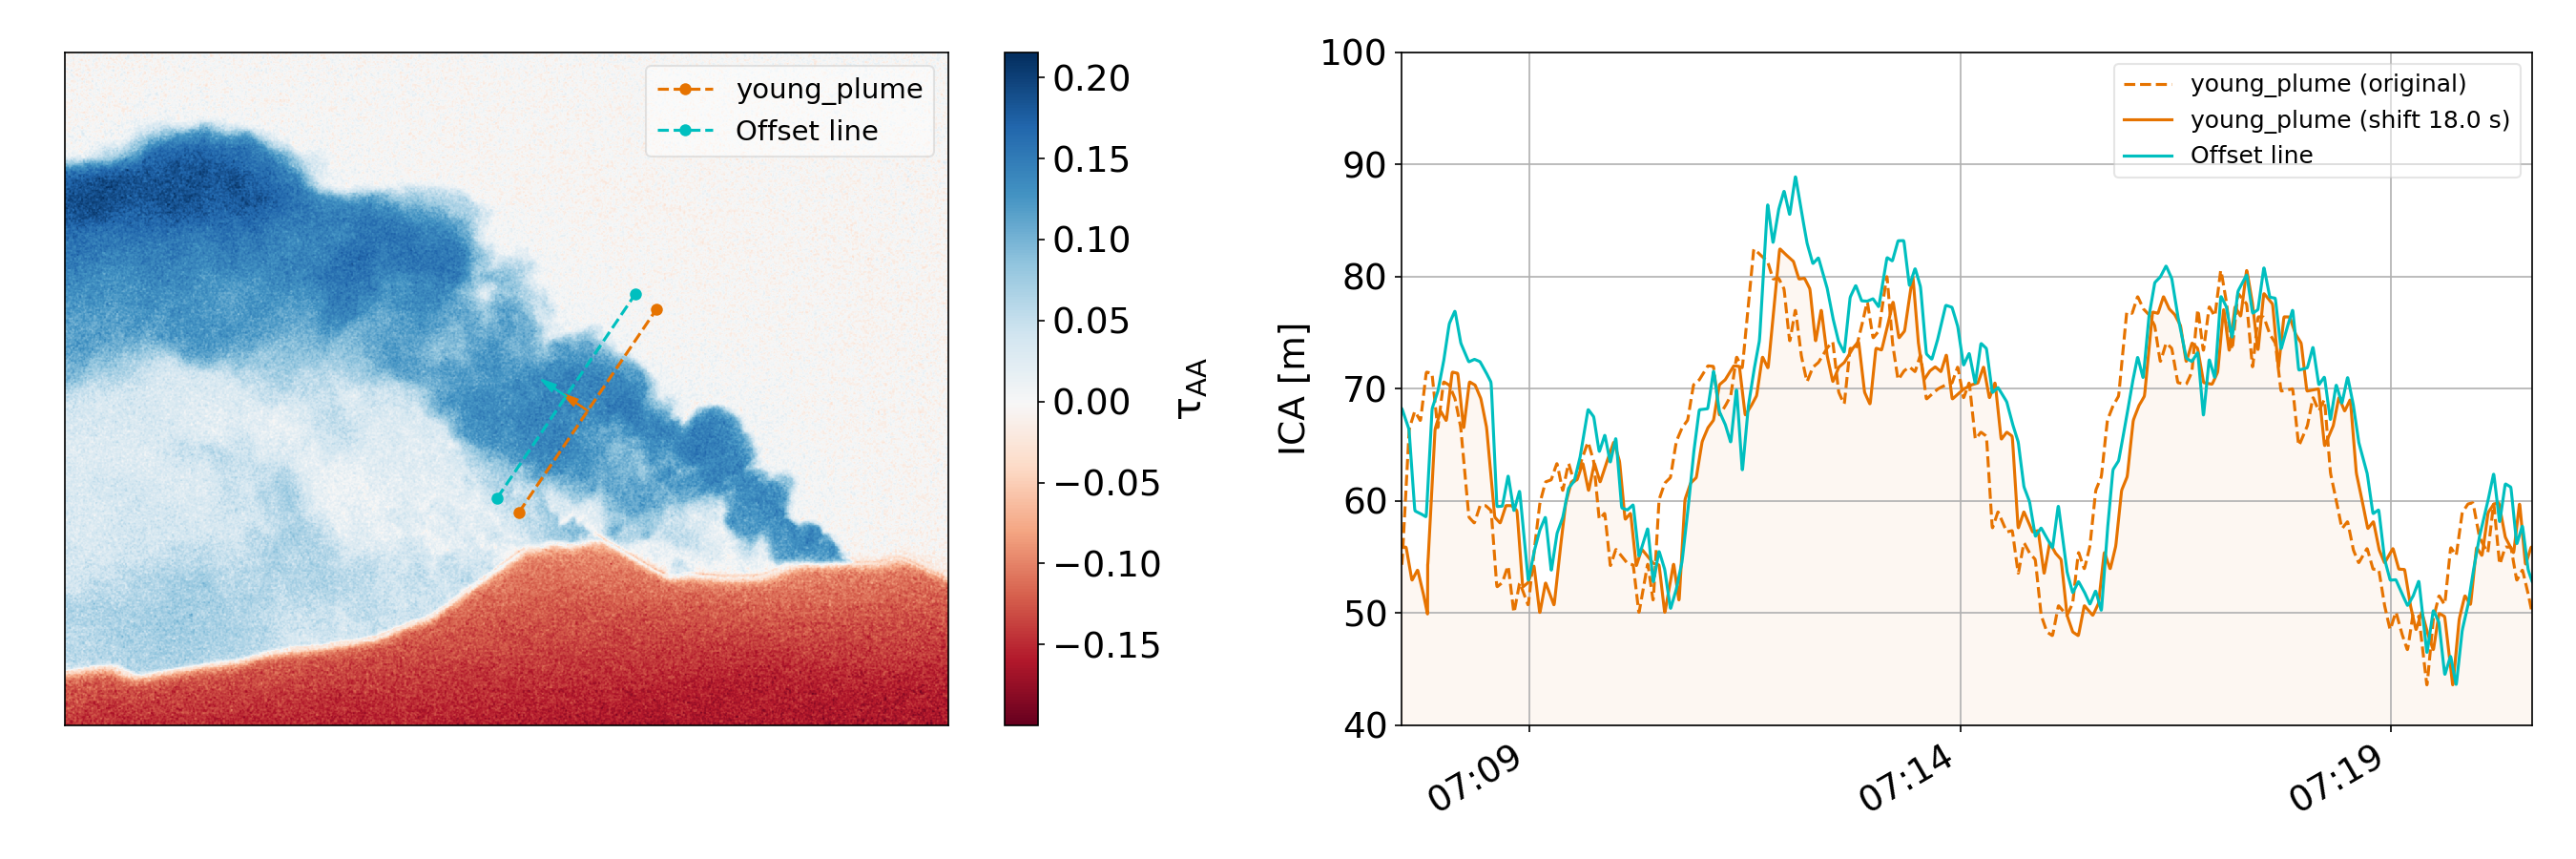 young_plume
Offset line
0.20
0.15
0.10
0.05
0.00
−0.05
−0.10
−0.15
τAA
100
90
80
70
60
50
40
ICA [m]
young_plume (original)
young_plume (shift 18.0 s)
Offset line
07:09
07:14
07:19